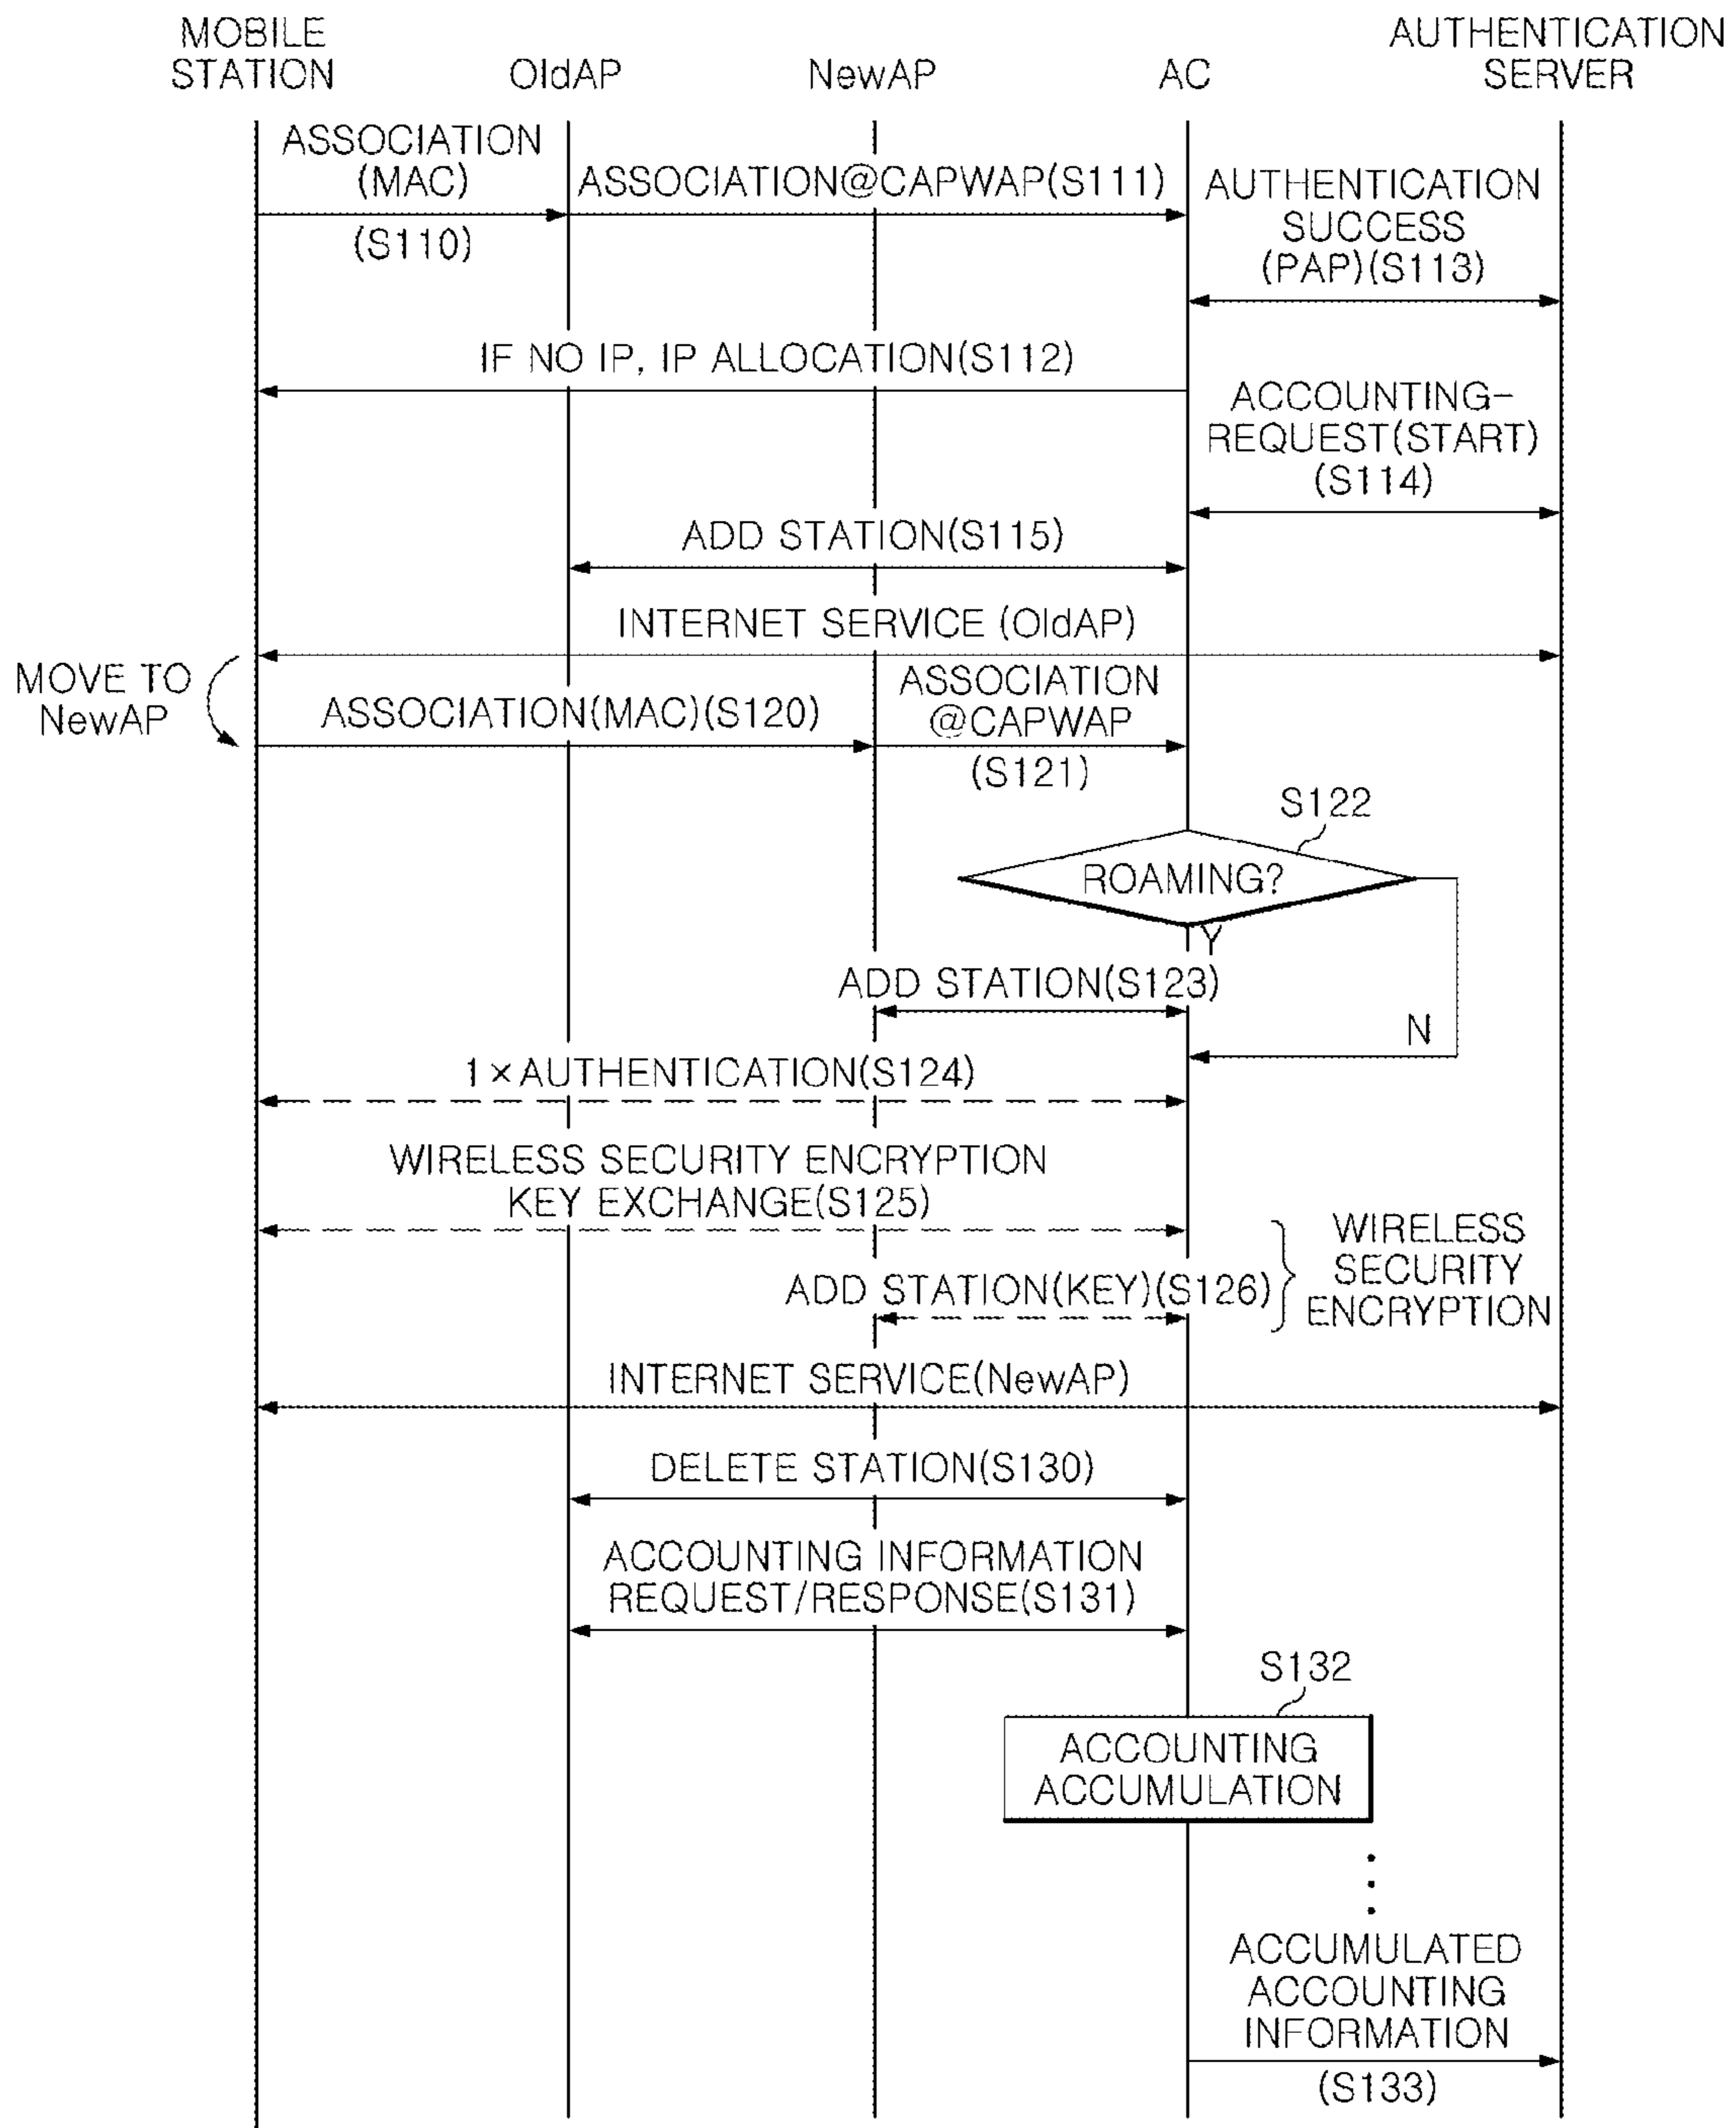 MOBILE
STATION
OldAP
NewAP
AC
AUTHENTICATION
SERVER
ASSOCIATION
(MAC)
(S110)
ASSOCIATION@CAPWAP(S111)
AUTHENTICATION
SUCCESS
(PAP)(S113)
IF NO IP, IP ALLOCATION(S112)
ACCOUNTING-
REQUEST(START)
(S114)
ADD STATION(S115)
INTERNET SERVICE (OldAP)
MOVE TO
NewAP
ASSOCIATION(MAC)(S120)
ASSOCIATION
@CAPWAP
(S121)
S122
ROAMING?
Y
ADD STATION(S123)
N
1×AUTHENTICATION(S124)
WIRELESS SECURITY ENCRYPTION
KEY EXCHANGE(S125)
ADD STATION(KEY)(S126)
WIRELESS
SECURITY
ENCRYPTION
INTERNET SERVICE(NewAP)
DELETE STATION(S130)
ACCOUNTING INFORMATION
REQUEST/RESPONSE(S131)
S132
ACCOUNTING
ACCUMULATION
ACCUMULATED
ACCOUNTING
INFORMATION
(S133)